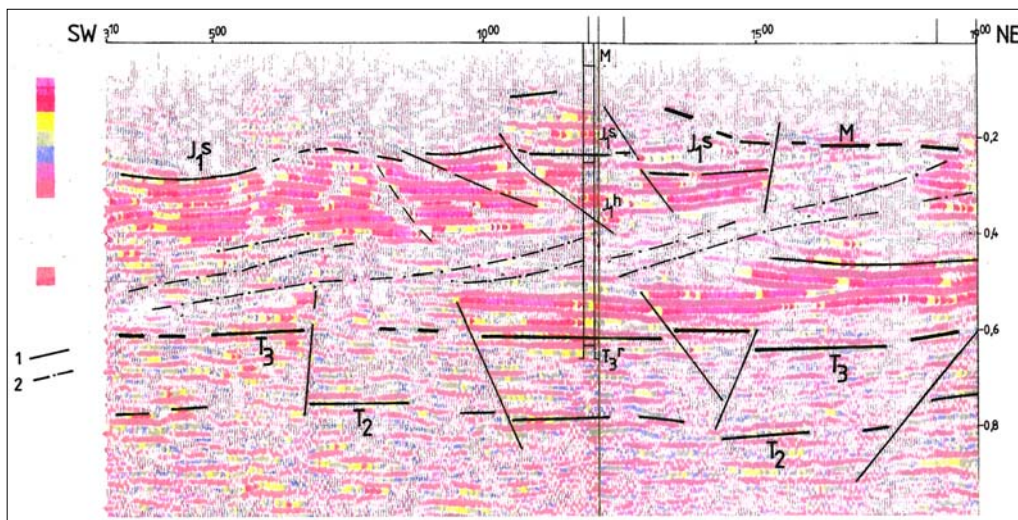 SW 3¹⁰ 5⁰⁰ 10⁰⁰ 15⁰⁰ 19⁰⁰ NE
M
0,2
J₁ˢ J₁ˢ J₁ˢ M
J₁ʰ
0,4
0,6
1
T₃ T₃ʳ T₃
2
T₂ T₂
0,8